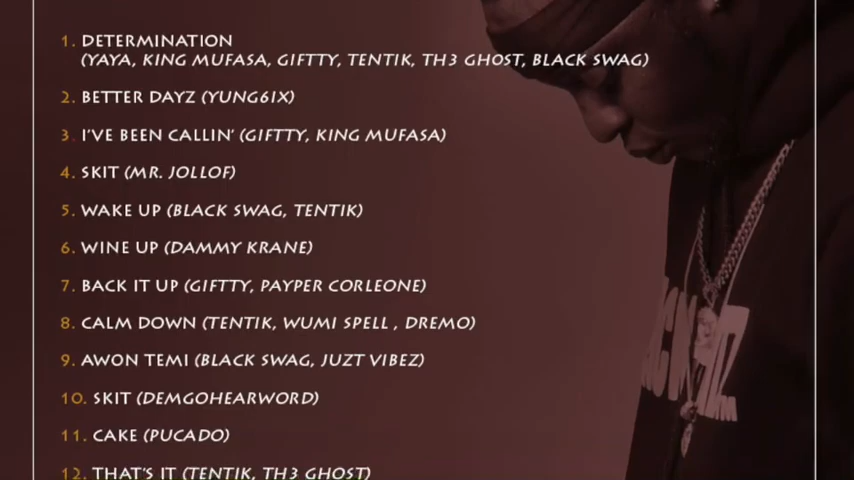 1. DETERMINATION
(YAYA, KING MUFASA, GIFTTY, TENTIK, TH3 GHOST, BLACK SWAG)
2. BETTER DAYZ (YUNG6IX)
3. I'VE BEEN CALLIN' (GIFTTY, KING MUFASA)
4. SKIT (MR. JOLLOF)
5. WAKE UP (BLACK SWAG, TENTIK)
6. WINE UP (DAMMY KRANE)
7. BACK IT UP (GIFTTY, PAYPER CORLEONE)
8. CALM DOWN (TENTIK, WUMI SPELL , DREMO)
9. AWON TEMI (BLACK SWAG, JUZT VIBEZ)
10. SKIT (DEMGOHEARWORD)
11. CAKE (PUCADO)
12. THAT'S IT (TENTIK, TH3 GHOST)